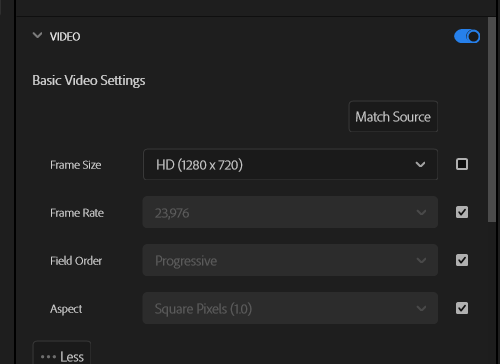 VIDEO
Basic Video Settings
Match Source
Frame Size HD (1280 x 720)
Frame Rate 23,976
Field Order Progressive
Aspect Square Pixels (1.0)
••• Less